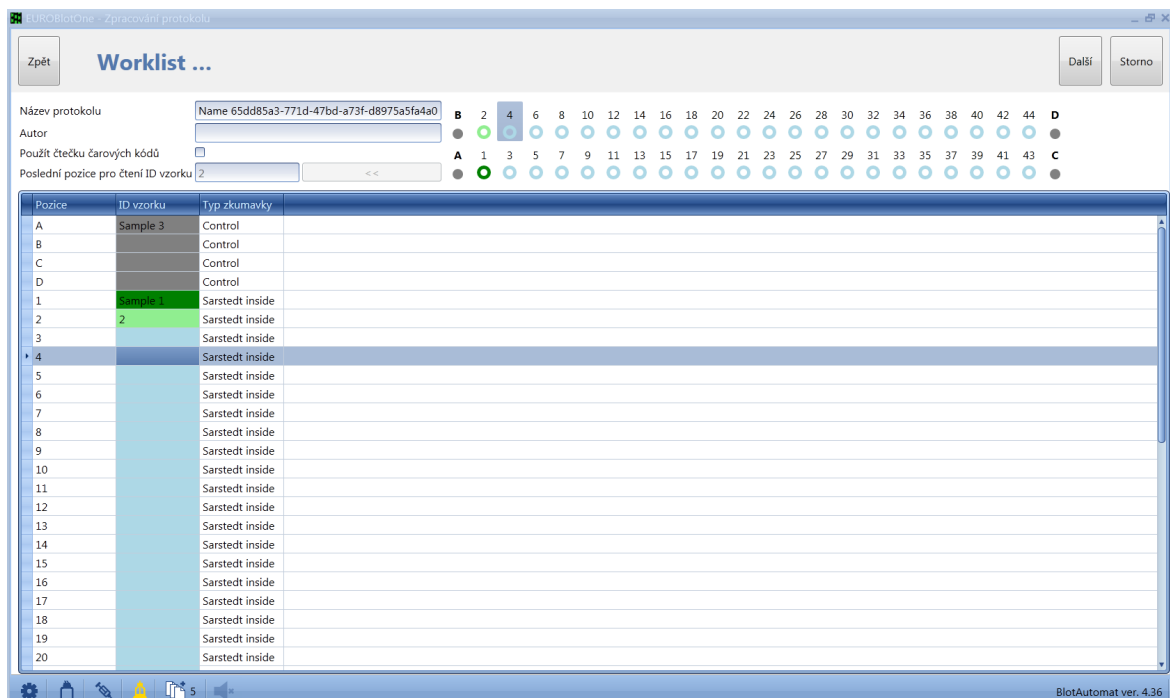 EUROBlotOne - Zpracování protokolu
Zpět
Worklist ...
Další
Storno
Název protokolu
Name 65dd85a3-771d-47bd-a73f-d8975a5fa4a0
Autor
Použít čtečku čarových kódů
Poslední pozice pro čtení ID vzorku 2
<<
B 2 4 6 8 10 12 14 16 18 20 22 24 26 28 30 32 34 36 38 40 42 44 D
A 1 3 5 7 9 11 13 15 17 19 21 23 25 27 29 31 33 35 37 39 41 43 C
Pozice ID vzorku Typ zkumavky
A Sample 3 Control
B Control
C Control
D Control
1 Sample 1 Sarstedt inside
2 2 Sarstedt inside
3 Sarstedt inside
4 Sarstedt inside
5 Sarstedt inside
6 Sarstedt inside
7 Sarstedt inside
8 Sarstedt inside
9 Sarstedt inside
10 Sarstedt inside
11 Sarstedt inside
12 Sarstedt inside
13 Sarstedt inside
14 Sarstedt inside
15 Sarstedt inside
16 Sarstedt inside
17 Sarstedt inside
18 Sarstedt inside
19 Sarstedt inside
20 Sarstedt inside
5
BlotAutomat ver. 4.36